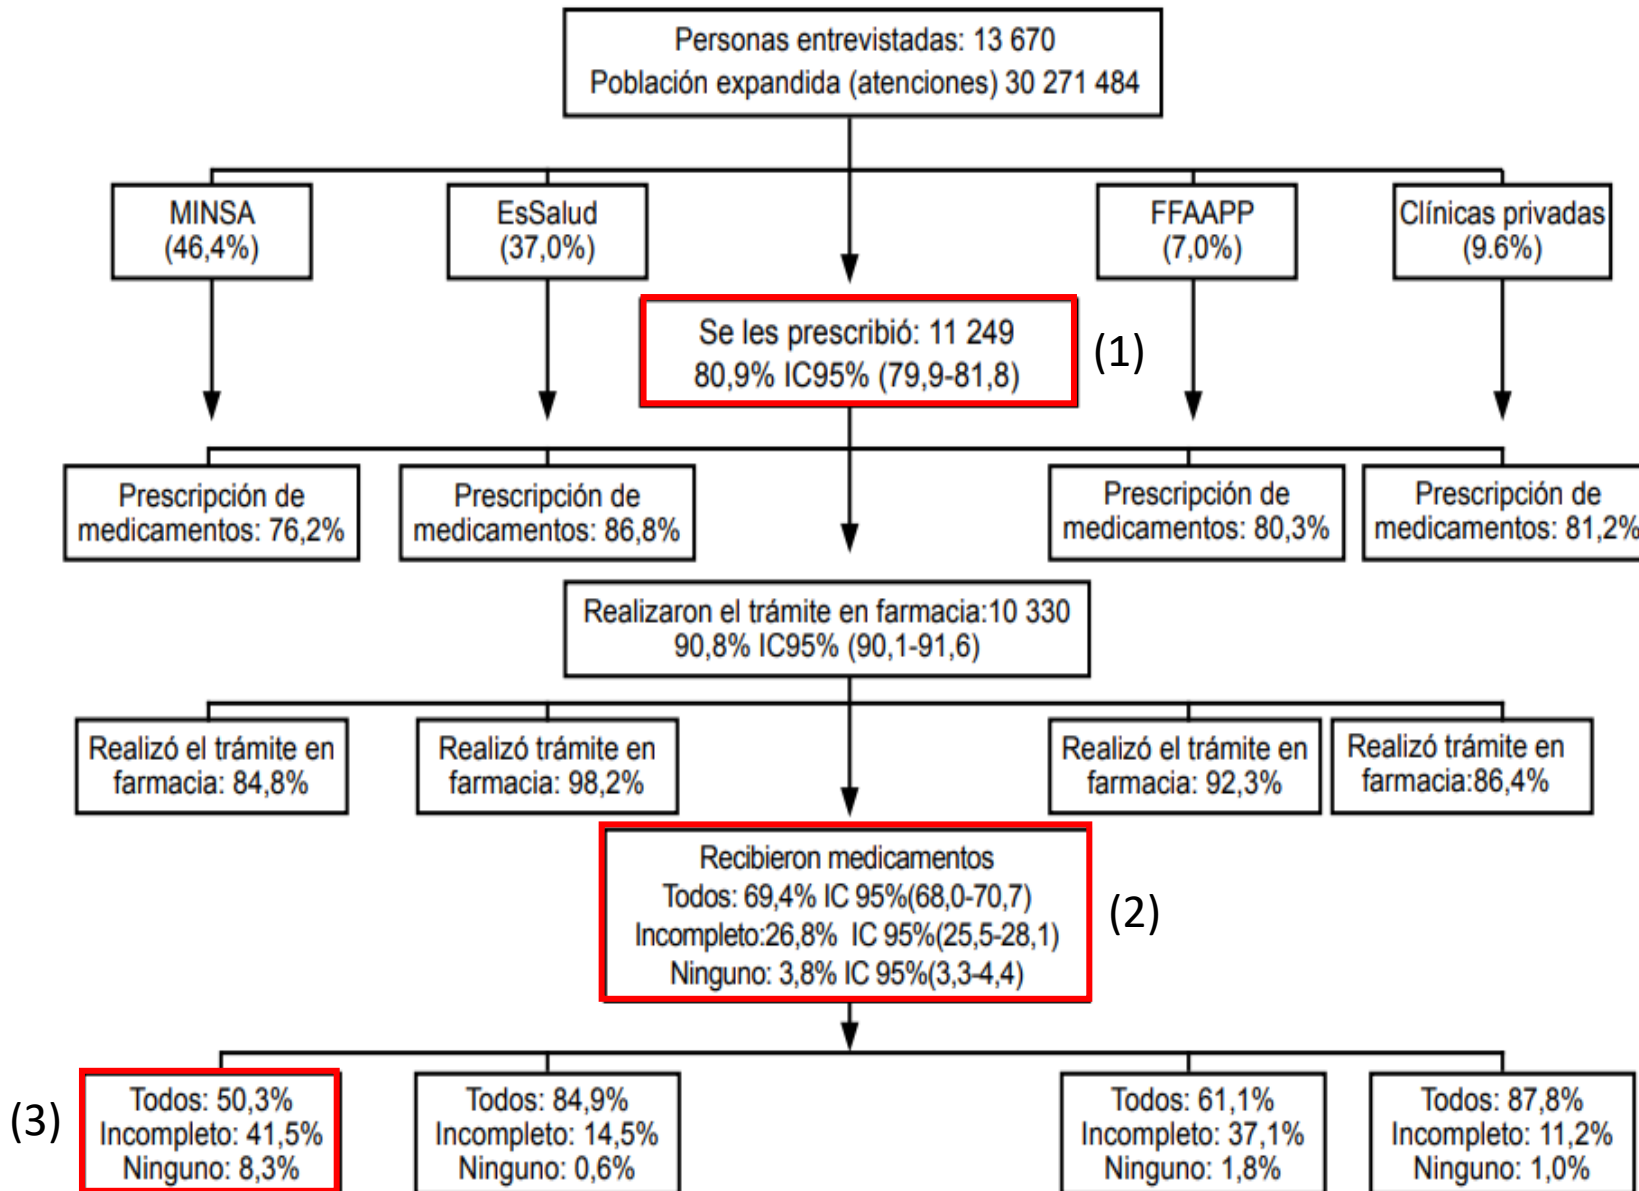 Personas entrevistadas: 13 670
Población expandida (atenciones) 30 271 484
MINSA
(46,4%)
EsSalud
(37,0%)
FFAAPP
(7,0%)
Clínicas privadas
(9.6%)
Se les prescribió: 11 249
80,9% IC95% (79,9-81,8)
(1)
Prescripción de
medicamentos: 76,2%
Prescripción de
medicamentos: 86,8%
Prescripción de
medicamentos: 80,3%
Prescripción de
medicamentos: 81,2%
Realizaron el trámite en farmacia:10 330
90,8% IC95% (90,1-91,6)
Realizó el trámite en
farmacia: 84,8%
Realizó trámite en
farmacia: 98,2%
Realizó el trámite en
farmacia: 92,3%
Realizó trámite en
farmacia:86,4%
Recibieron medicamentos
Todos: 69,4% IC 95%(68,0-70,7)
Incompleto:26,8% IC 95%(25,5-28,1)
Ninguno: 3,8% IC 95%(3,3-4,4)
(2)
(3)
Todos: 50,3%
Incompleto: 41,5%
Ninguno: 8,3%
Todos: 84,9%
Incompleto: 14,5%
Ninguno: 0,6%
Todos: 61,1%
Incompleto: 37,1%
Ninguno: 1,8%
Todos: 87,8%
Incompleto: 11,2%
Ninguno: 1,0%